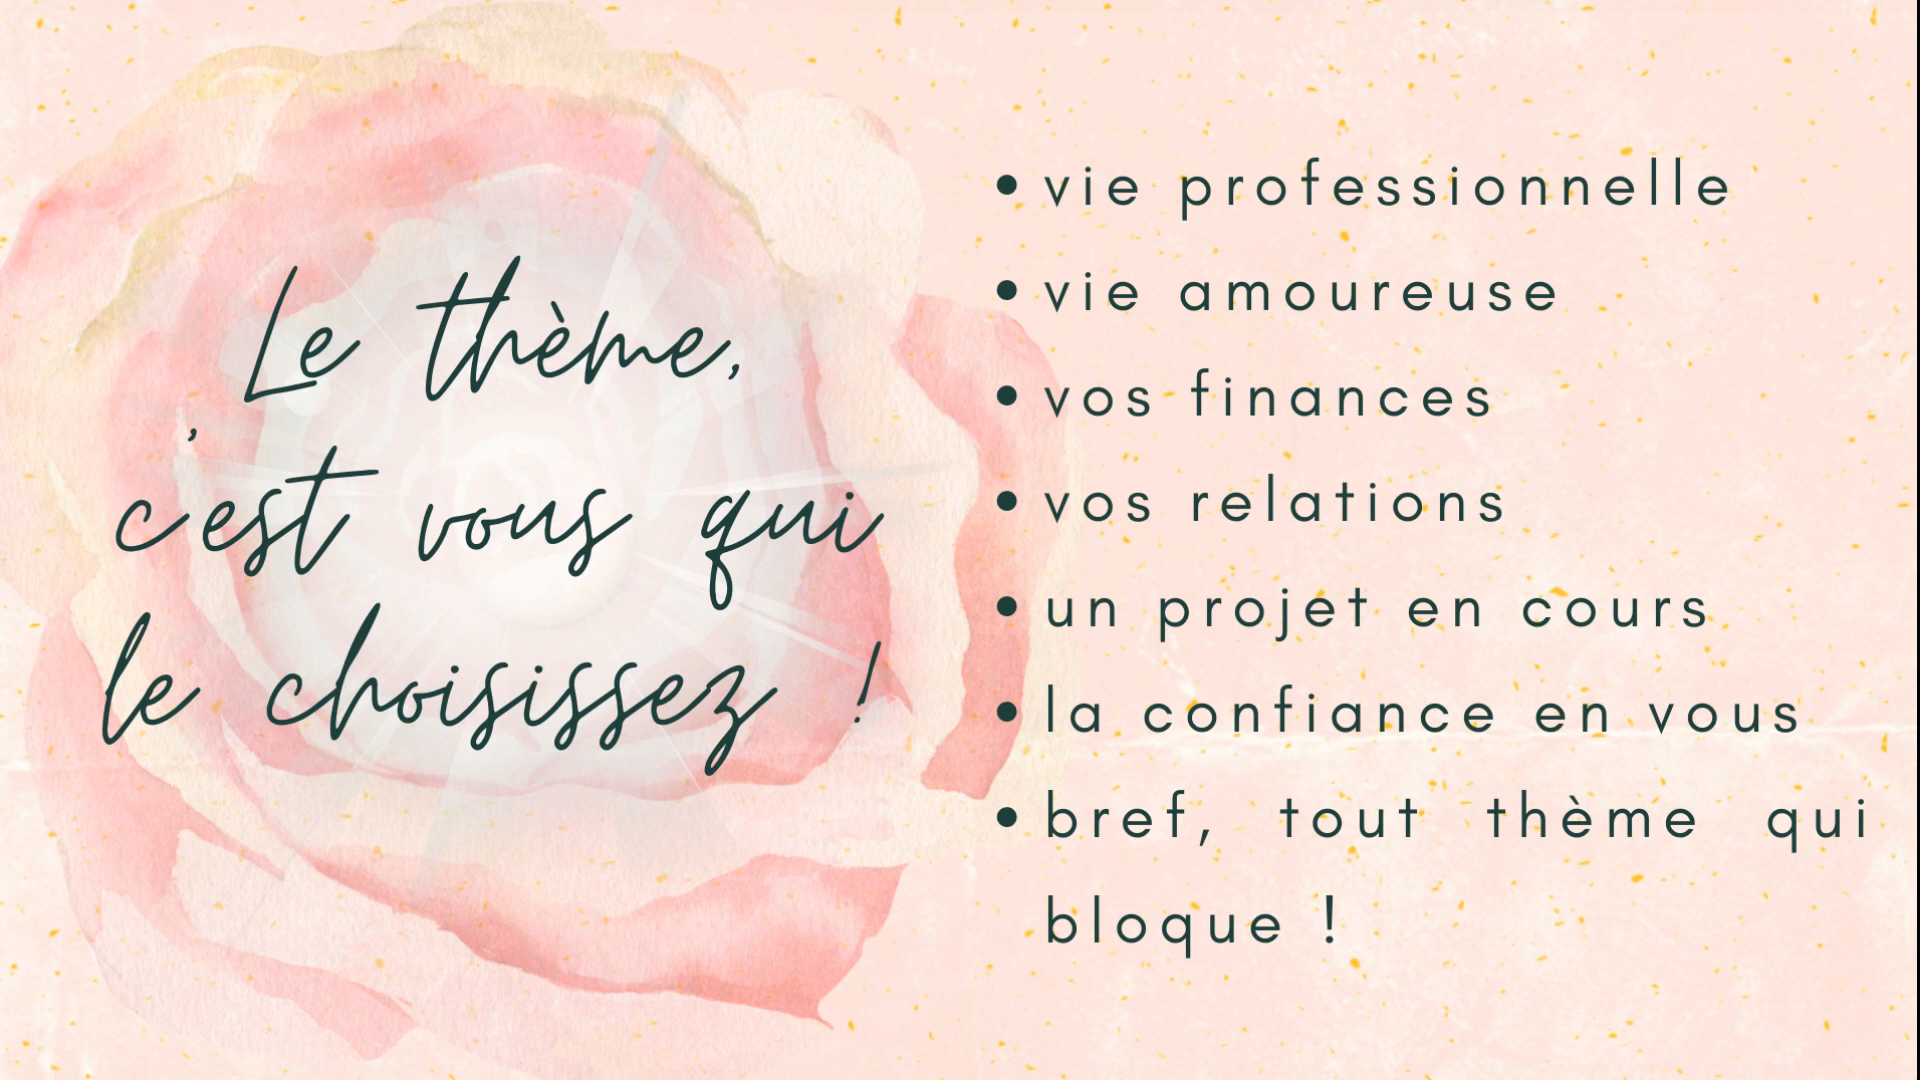 Le thème,
c'est vous qui
le choisissez !
• vie professionnelle
• vie amoureuse
• vos finances
• vos relations
• un projet en cours
• la confiance en vous
• bref, tout thème qui
bloque !